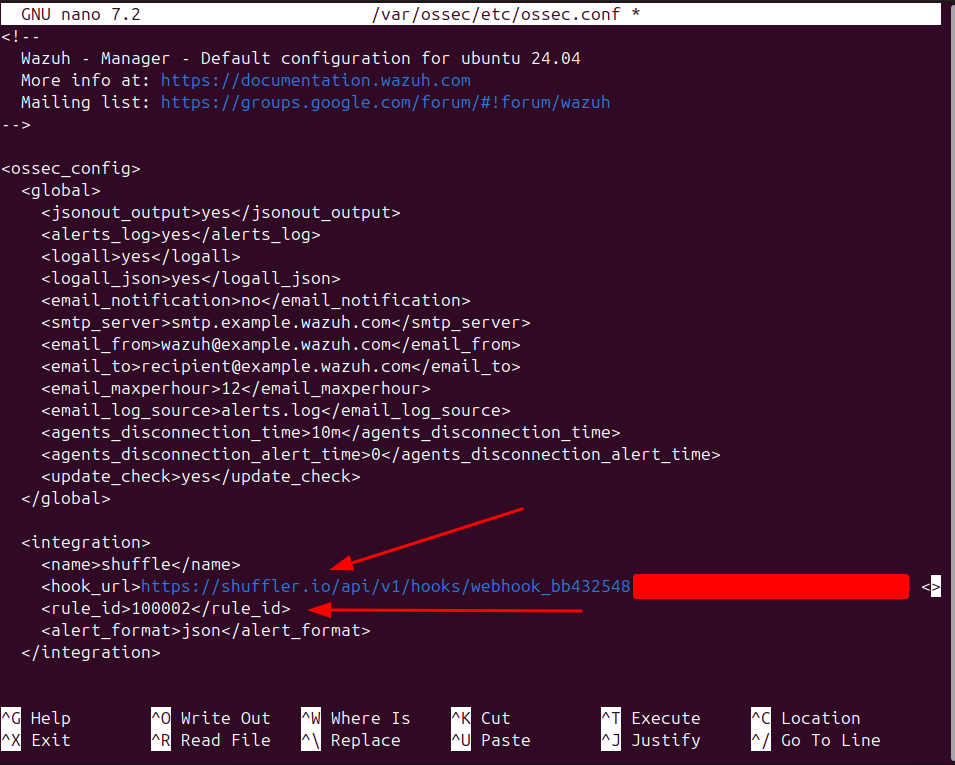 GNU nano 7.2 /var/ossec/etc/ossec.conf *
<!--
  Wazuh - Manager - Default configuration for ubuntu 24.04
  More info at: https://documentation.wazuh.com
  Mailing list: https://groups.google.com/forum/#!forum/wazuh
-->
<ossec_config>
  <global>
    <jsonout_output>yes</jsonout_output>
    <alerts_log>yes</alerts_log>
    <logall>yes</logall>
    <logall_json>yes</logall_json>
    <email_notification>no</email_notification>
    <smtp_server>smtp.example.wazuh.com</smtp_server>
    <email_from>wazuh@example.wazuh.com</email_from>
    <email_to>recipient@example.wazuh.com</email_to>
    <email_maxperhour>12</email_maxperhour>
    <email_log_source>alerts.log</email_log_source>
    <agents_disconnection_time>10m</agents_disconnection_time>
    <agents_disconnection_alert_time>0</agents_disconnection_alert_time>
    <update_check>yes</update_check>
  </global>
  <integration>
    <name>shuffle</name>
    <hook_url>https://shuffler.io/api/v1/hooks/webhook_bb432548 <>
    <rule_id>100002</rule_id>
    <alert_format>json</alert_format>
  </integration>
^G Help ^O Write Out ^W Where Is ^K Cut ^T Execute ^C Location
^X Exit ^R Read File ^\ Replace ^U Paste ^J Justify ^/ Go To Line